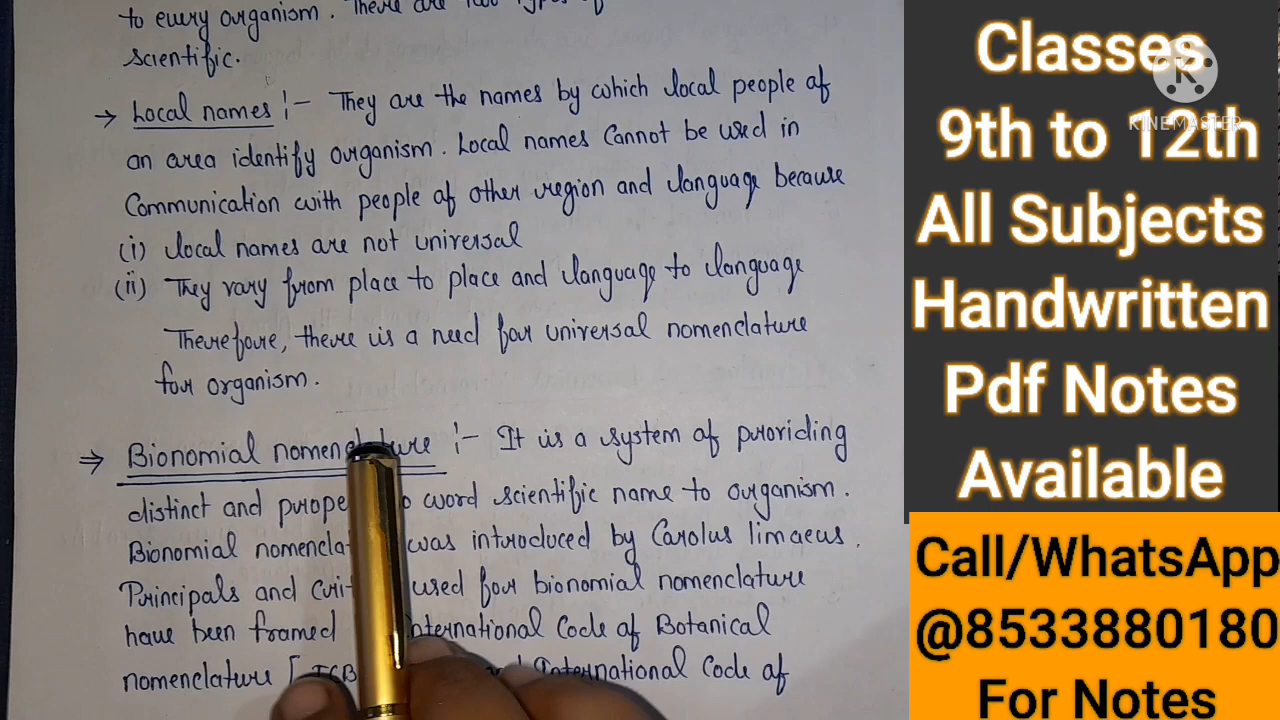 to every organism. There are two types of
scientific.
→ Local names :- They are the names by which local people of
an area identify organism. Local names cannot be used in
communication with people of other region and language because
(i) local names are not universal
(ii) They vary from place to place and language to language
Therefore, there is a need for universal nomenclature
for organism.
⇒ Bionomial nomenclature :- It is a system of providing
distinct and word scientific name to organism.
Bionomial was introduced by Carolus limaeus.
Principals and used for bionomial nomenclature
have been framed International Code of Botanical
nomenclature [ International Code of
Classes
9th to 12th
All Subjects
Handwritten
Pdf Notes
Available
Call/WhatsApp
@8533880180
For Notes
KINEMASTER